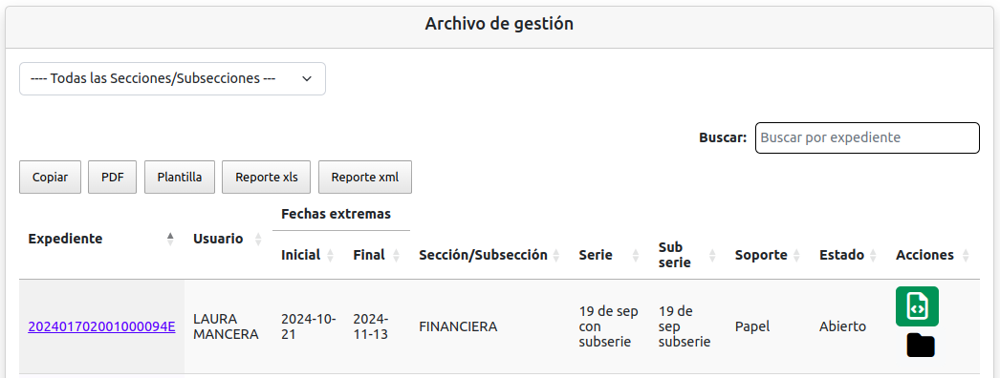 Archivo de gestión
---- Todas las Secciones/Subsecciones ---
Buscar: Buscar por expediente
Copiar PDF Plantilla Reporte xls Reporte xml
Fechas extremas
Expediente Usuario
Inicial Final Sección/Subsección Serie Sub serie Soporte Estado Acciones
202401702001000094E LAURA MANCERA 2024-10-21 2024-11-13 FINANCIERA 19 de sep con subserie 19 de sep subserie Papel Abierto